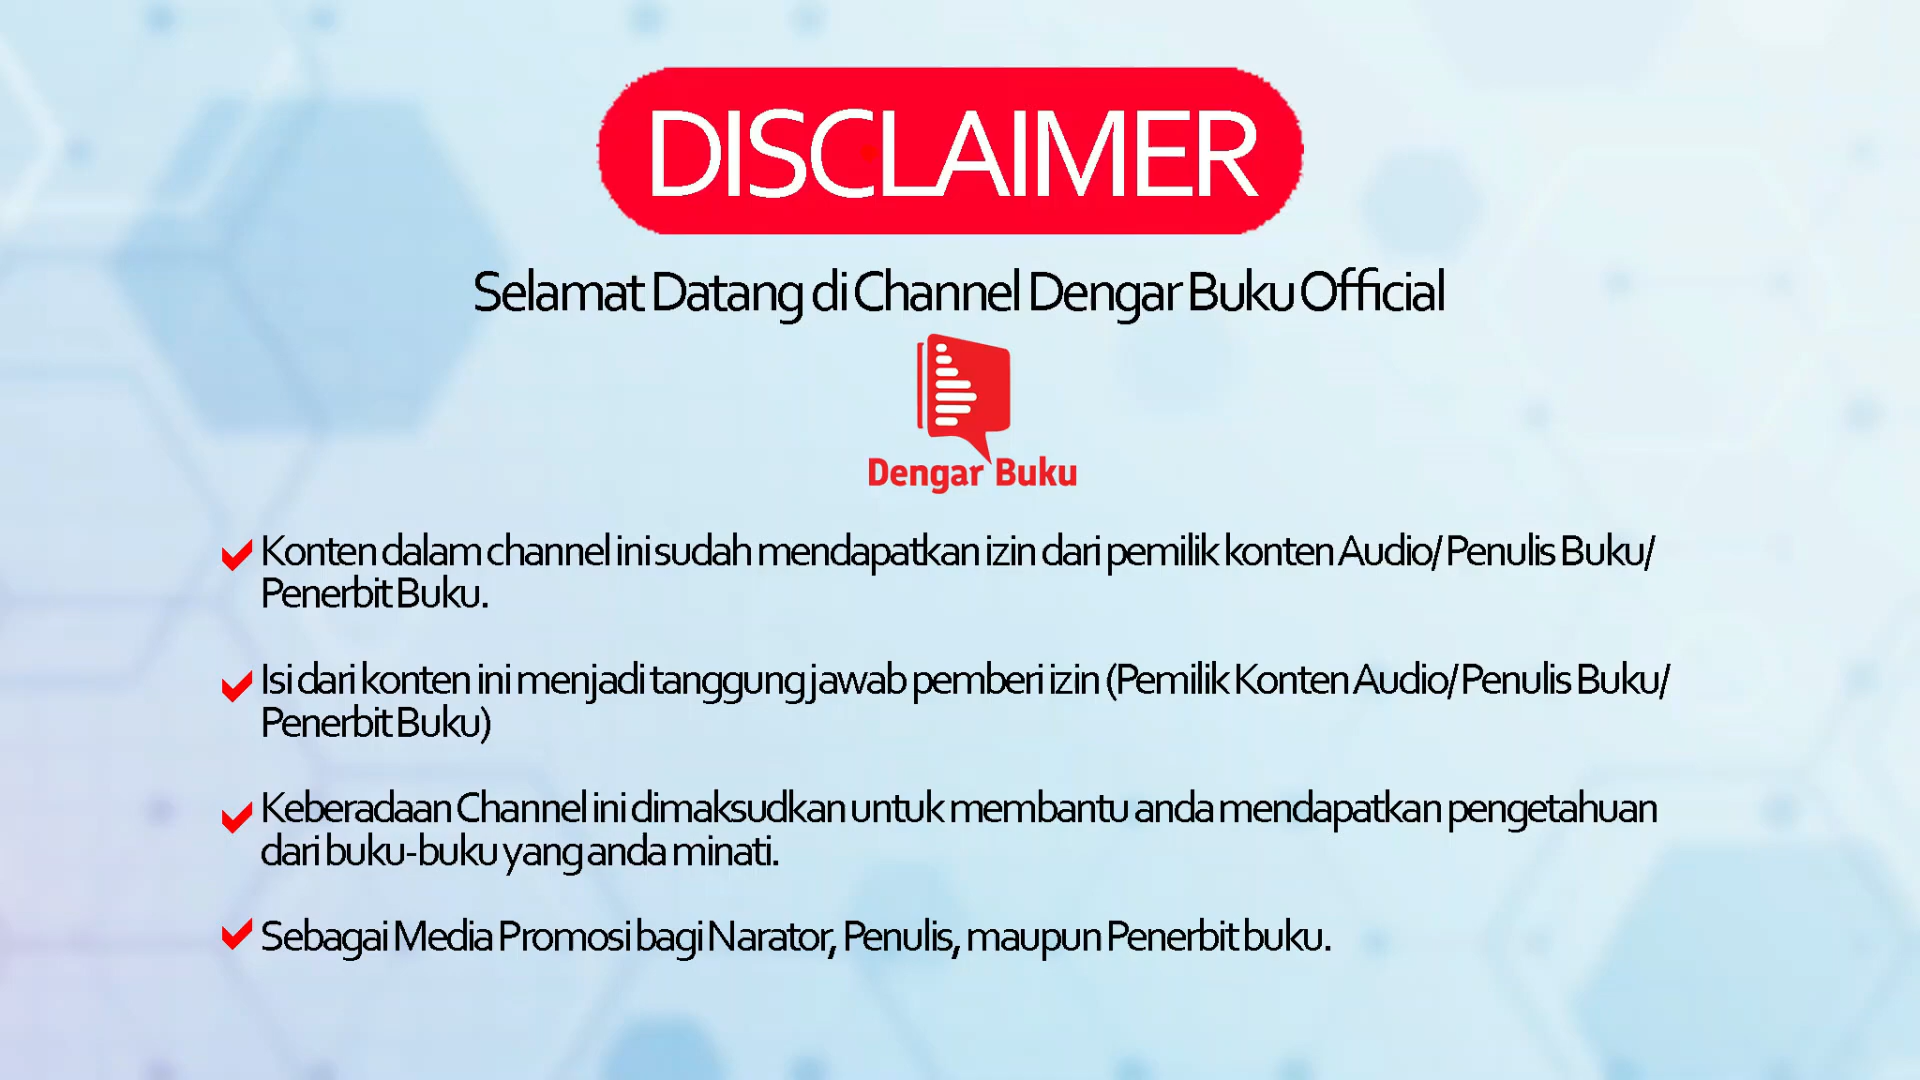 DISCLAIMER
Selamat Datang di Channel Dengar Buku Official
Dengar Buku
Konten dalam channel ini sudah mendapatkan izin dari pemilik konten Audio/ Penulis Buku/
Penerbit Buku.
Isi dari konten ini menjadi tanggung jawab pemberi izin (Pemilik Konten Audio/ Penulis Buku/
Penerbit Buku)
Keberadaan Channel ini dimaksudkan untuk membantu anda mendapatkan pengetahuan
dari buku-buku yang anda minati.
Sebagai Media Promosi bagi Narator, Penulis, maupun Penerbit buku.